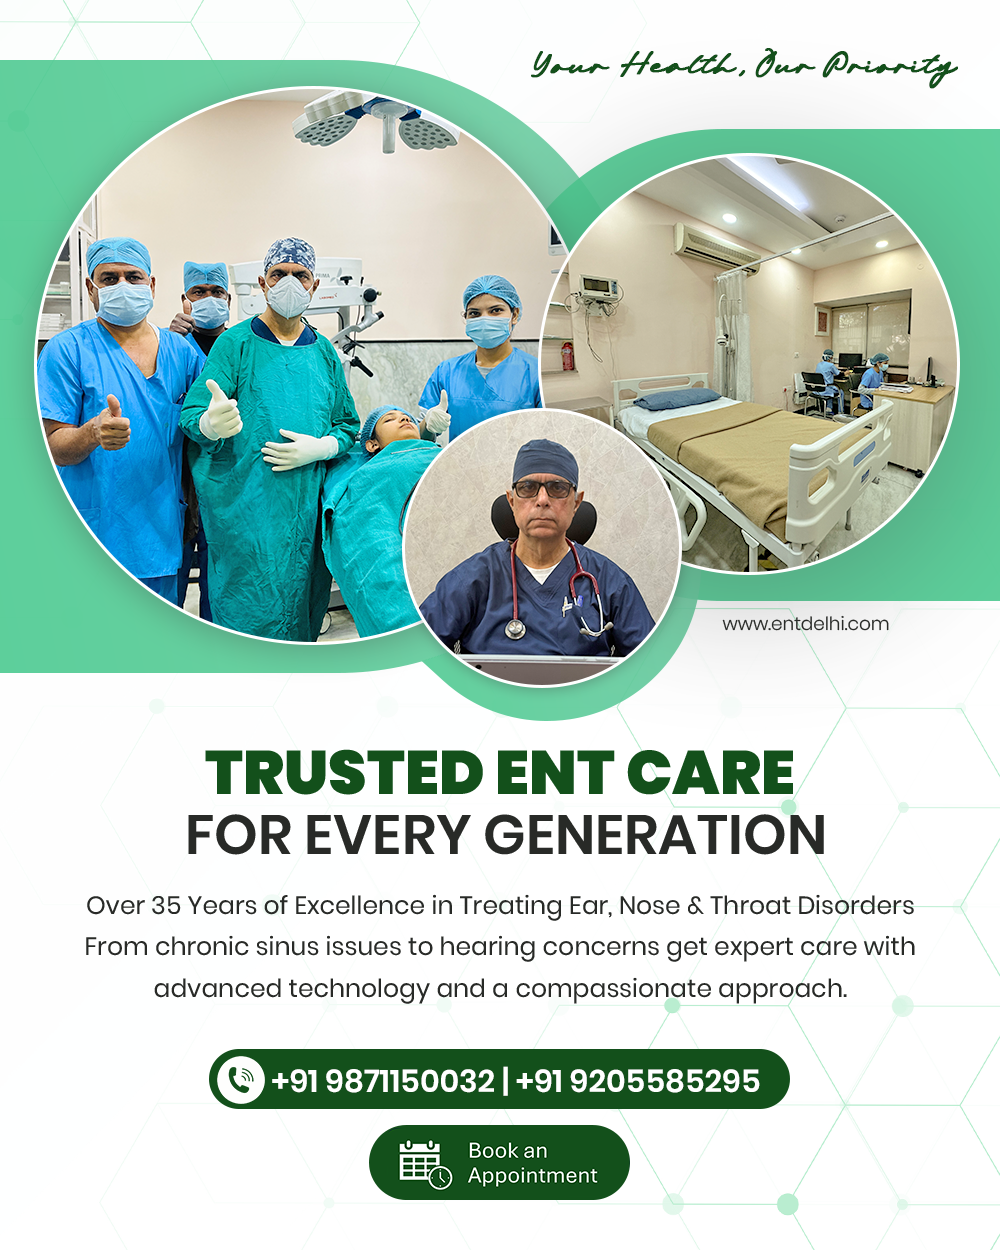 Your Health, Our Priority
www.entdelhi.com
TRUSTED ENT CARE
FOR EVERY GENERATION
Over 35 Years of Excellence in Treating Ear, Nose & Throat Disorders
From chronic sinus issues to hearing concerns get expert care with
advanced technology and a compassionate approach.
+91 9871150032 | +91 9205585295
Book an
Appointment